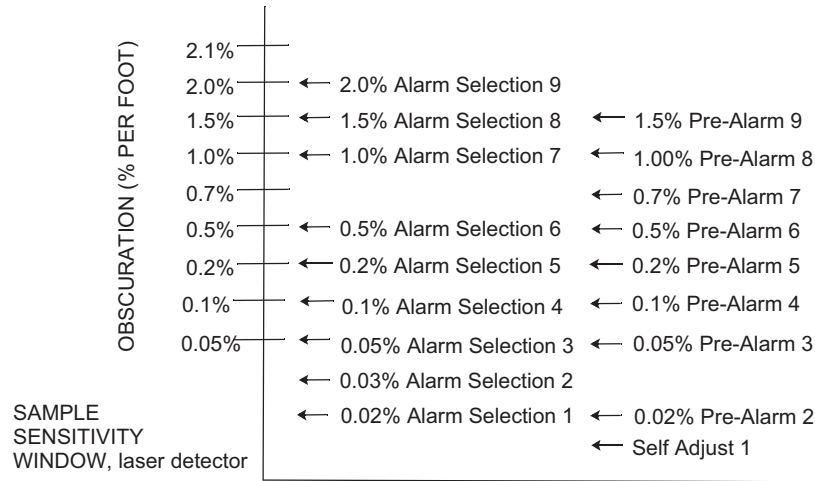 OBSCURATION (% PER FOOT)
2.1%
2.0% 2.0% Alarm Selection 9
1.5% 1.5% Alarm Selection 8 1.5% Pre-Alarm 9
1.0% 1.0% Alarm Selection 7 1.00% Pre-Alarm 8
0.7% 0.7% Pre-Alarm 7
0.5% 0.5% Alarm Selection 6 0.5% Pre-Alarm 6
0.2% 0.2% Alarm Selection 5 0.2% Pre-Alarm 5
0.1% 0.1% Alarm Selection 4 0.1% Pre-Alarm 4
0.05% 0.05% Alarm Selection 3 0.05% Pre-Alarm 3
0.03% Alarm Selection 2
0.02% Alarm Selection 1 0.02% Pre-Alarm 2
Self Adjust 1
SAMPLE
SENSITIVITY
WINDOW, laser detector